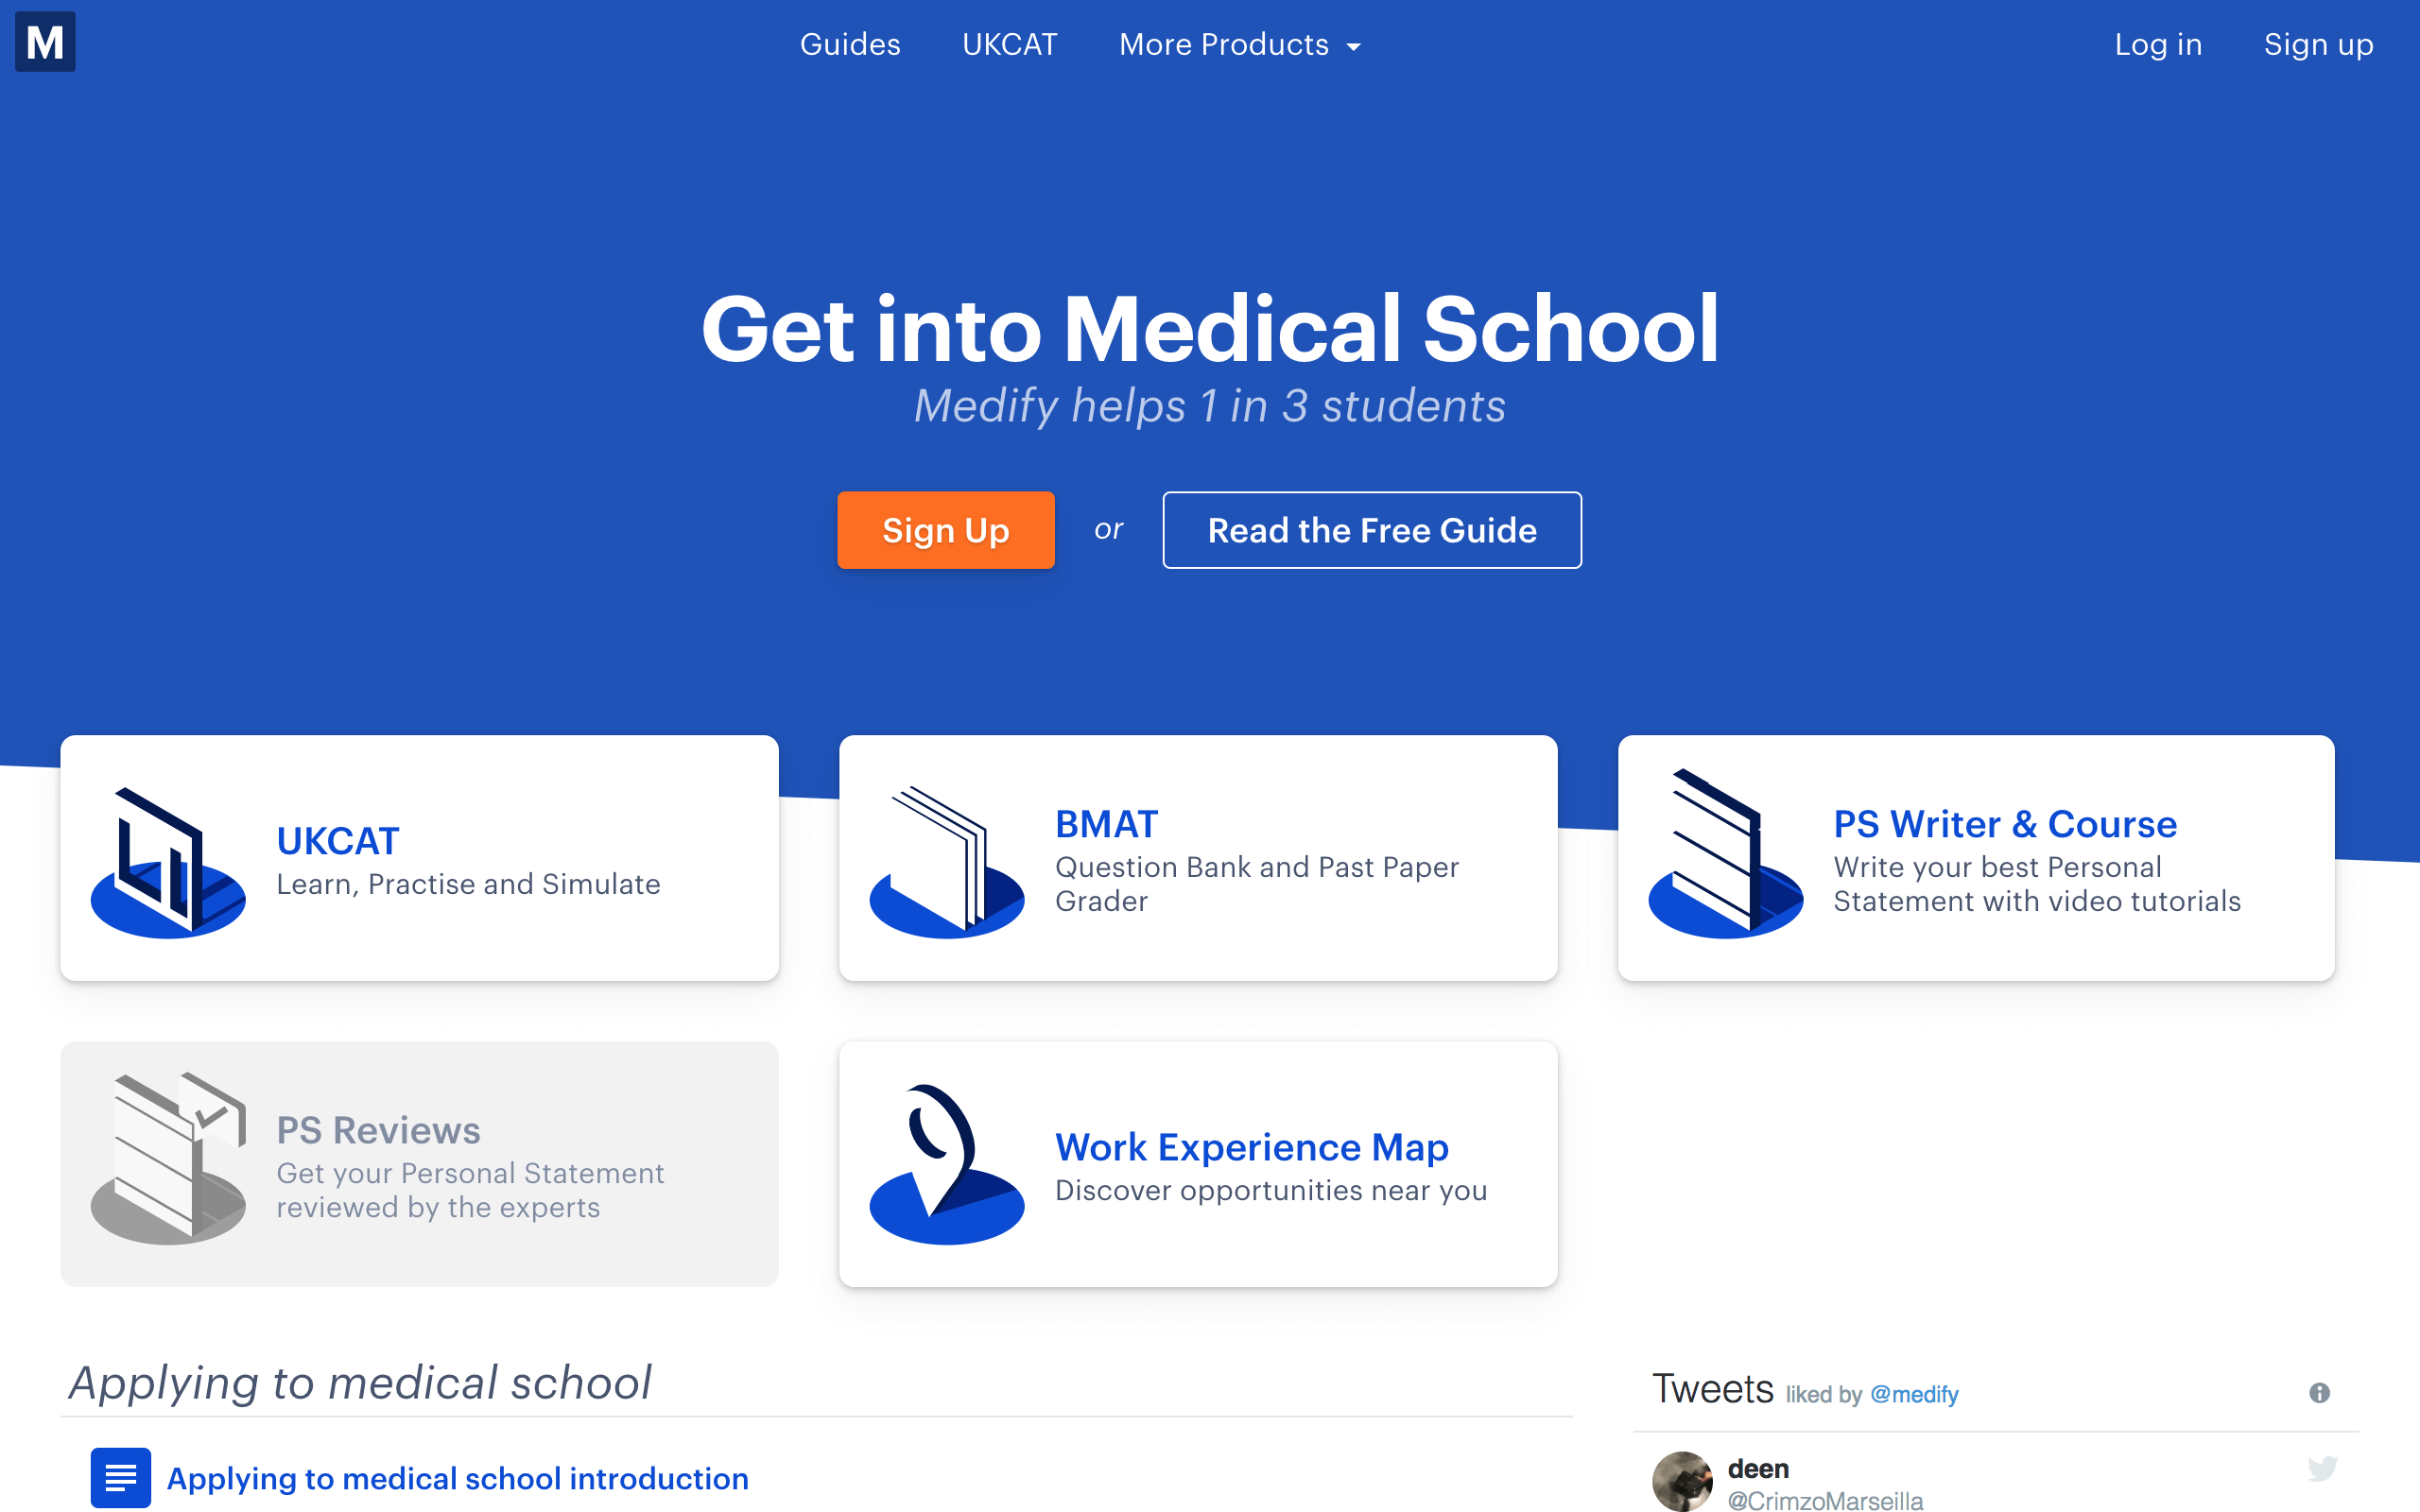 M
Guides
UKCAT
More Products
Log in
Sign up
Get into Medical School
Medify helps 1 in 3 students
Sign Up
or
Read the Free Guide
UKCAT
Learn, Practise and Simulate
BMAT
Question Bank and Past Paper
Grader
PS Writer & Course
Write your best Personal
Statement with video tutorials
PS Reviews
Get your Personal Statement
reviewed by the experts
Work Experience Map
Discover opportunities near you
Applying to medical school
Applying to medical school introduction
Tweets liked by @medify
deen
@CrimzoMarseilla